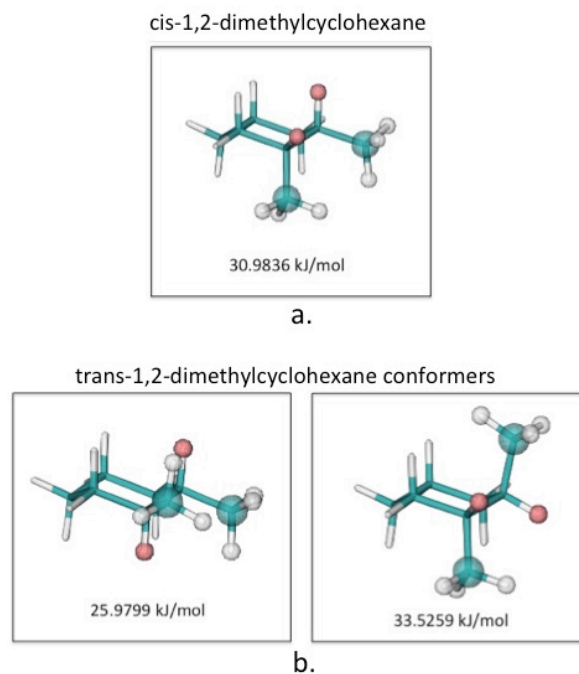 cis-1,2-dimethylcyclohexane
30.9836 kJ/mol
a.
trans-1,2-dimethylcyclohexane conformers
25.9799 kJ/mol
33.5259 kJ/mol
b.